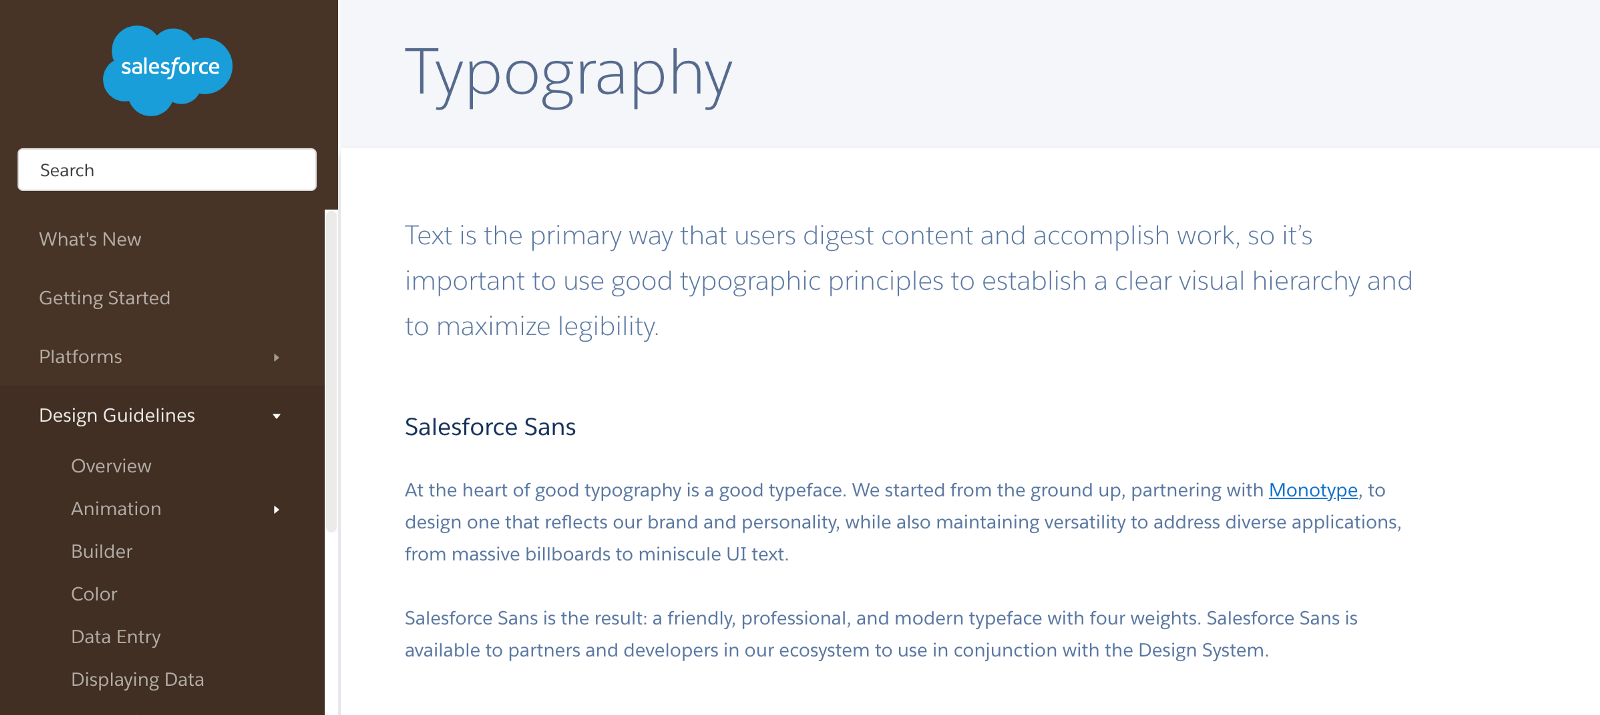 salesforce
Search
What's New
Getting Started
Platforms
Design Guidelines
Overview
Animation
Builder
Color
Data Entry
Displaying Data
Typography
Text is the primary way that users digest content and accomplish work, so it’s
important to use good typographic principles to establish a clear visual hierarchy and
to maximize legibility.
Salesforce Sans
At the heart of good typography is a good typeface. We started from the ground up, partnering with Monotype, to
design one that reflects our brand and personality, while also maintaining versatility to address diverse applications,
from massive billboards to miniscule UI text.
Salesforce Sans is the result: a friendly, professional, and modern typeface with four weights. Salesforce Sans is
available to partners and developers in our ecosystem to use in conjunction with the Design System.